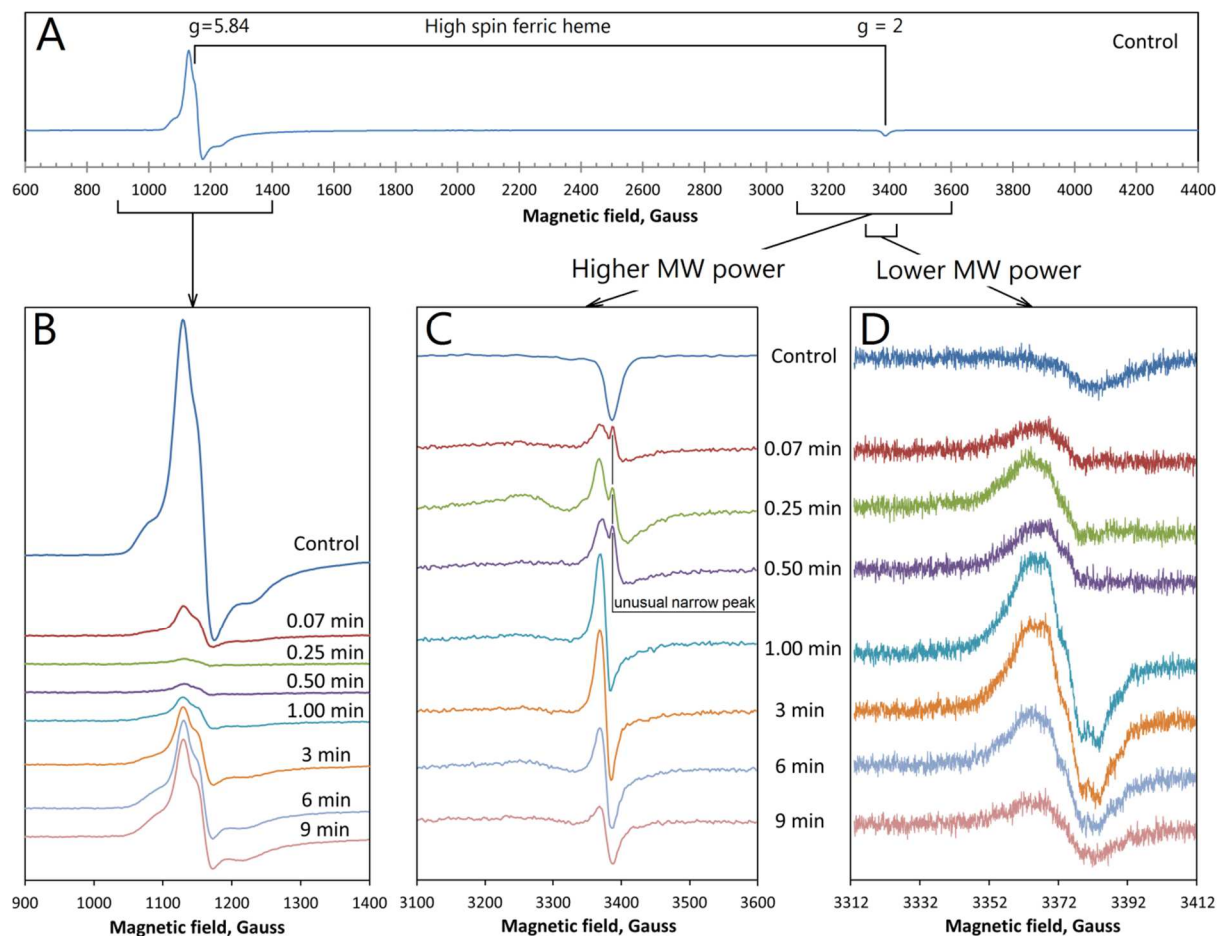 A
g=5.84
High spin ferric heme
g = 2
Control
600 800 1000 1200 1400 1600 1800 2000 2200 2400 2600 2800 3000 3200 3400 3600 3800 4000 4200 4400
Magnetic field, Gauss
Higher MW power
Lower MW power
B
Control
0.07 min
0.25 min
0.50 min
1.00 min
3 min
6 min
9 min
900 1000 1100 1200 1300 1400
Magnetic field, Gauss
C
Control
0.07 min
0.25 min
0.50 min
unusual narrow peak
1.00 min
3 min
6 min
9 min
3100 3200 3300 3400 3500 3600
Magnetic field, Gauss
D
3312 3332 3352 3372 3392 3412
Magnetic field, Gauss